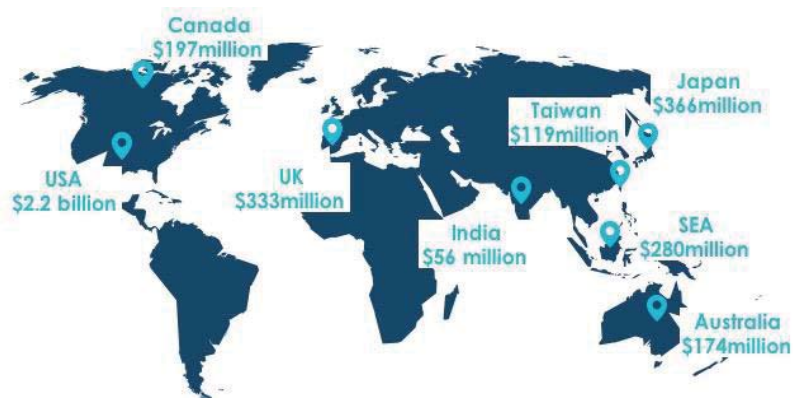 Canada
$197million
Japan
$366million
Taiwan
$119million
USA
$2.2 billion
UK
$333million
India
$56 million
SEA
$280million
Australia
$174million